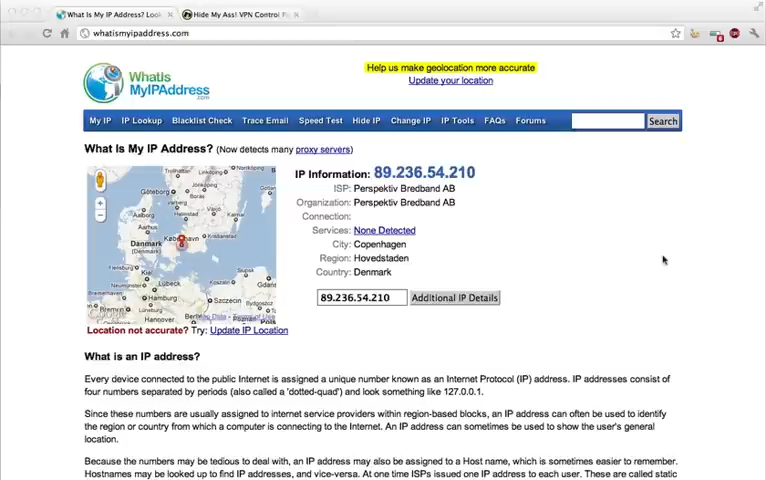 What Is My IP Address? Look
Hide My Ass! VPN Control P
whatismyipaddress.com
WhatIs
MyIPAddress
.com
Help us make geolocation more accurate
Update your location
My IP IP Lookup Blacklist Check Trace Email Speed Test Hide IP Change IP IP Tools FAQs Forums Search
What Is My IP Address? (Now detects many proxy servers)
IP Information: 89.236.54.210
ISP: Perspektiv Bredband AB
Organization: Perspektiv Bredband AB
Connection:
Services: None Detected
City: Copenhagen
Region: Hovedstaden
Country: Denmark
89.236.54.210 Additional IP Details
Trollhättan
Jönköping
Göteborg
Borås
Aalborg
Halmstad
Aarhus
Kristianstad
Danmark
(Denmark)
Flensburg
Kiel
Lübeck
Hamburg
Szczecin
Bremen
Hannover
Location not accurate? Try: Update IP Location
What is an IP address?
Every device connected to the public Internet is assigned a unique number known as an Internet Protocol (IP) address. IP addresses consist of
four numbers separated by periods (also called a 'dotted-quad') and look something like 127.0.0.1.
Since these numbers are usually assigned to internet service providers within region-based blocks, an IP address can often be used to identify
the region or country from which a computer is connecting to the Internet. An IP address can sometimes be used to show the user's general
location.
Because the numbers may be tedious to deal with, an IP address may also be assigned to a Host name, which is sometimes easier to remember.
Hostnames may be looked up to find IP addresses, and vice-versa. At one time ISPs issued one IP address to each user. These are called static